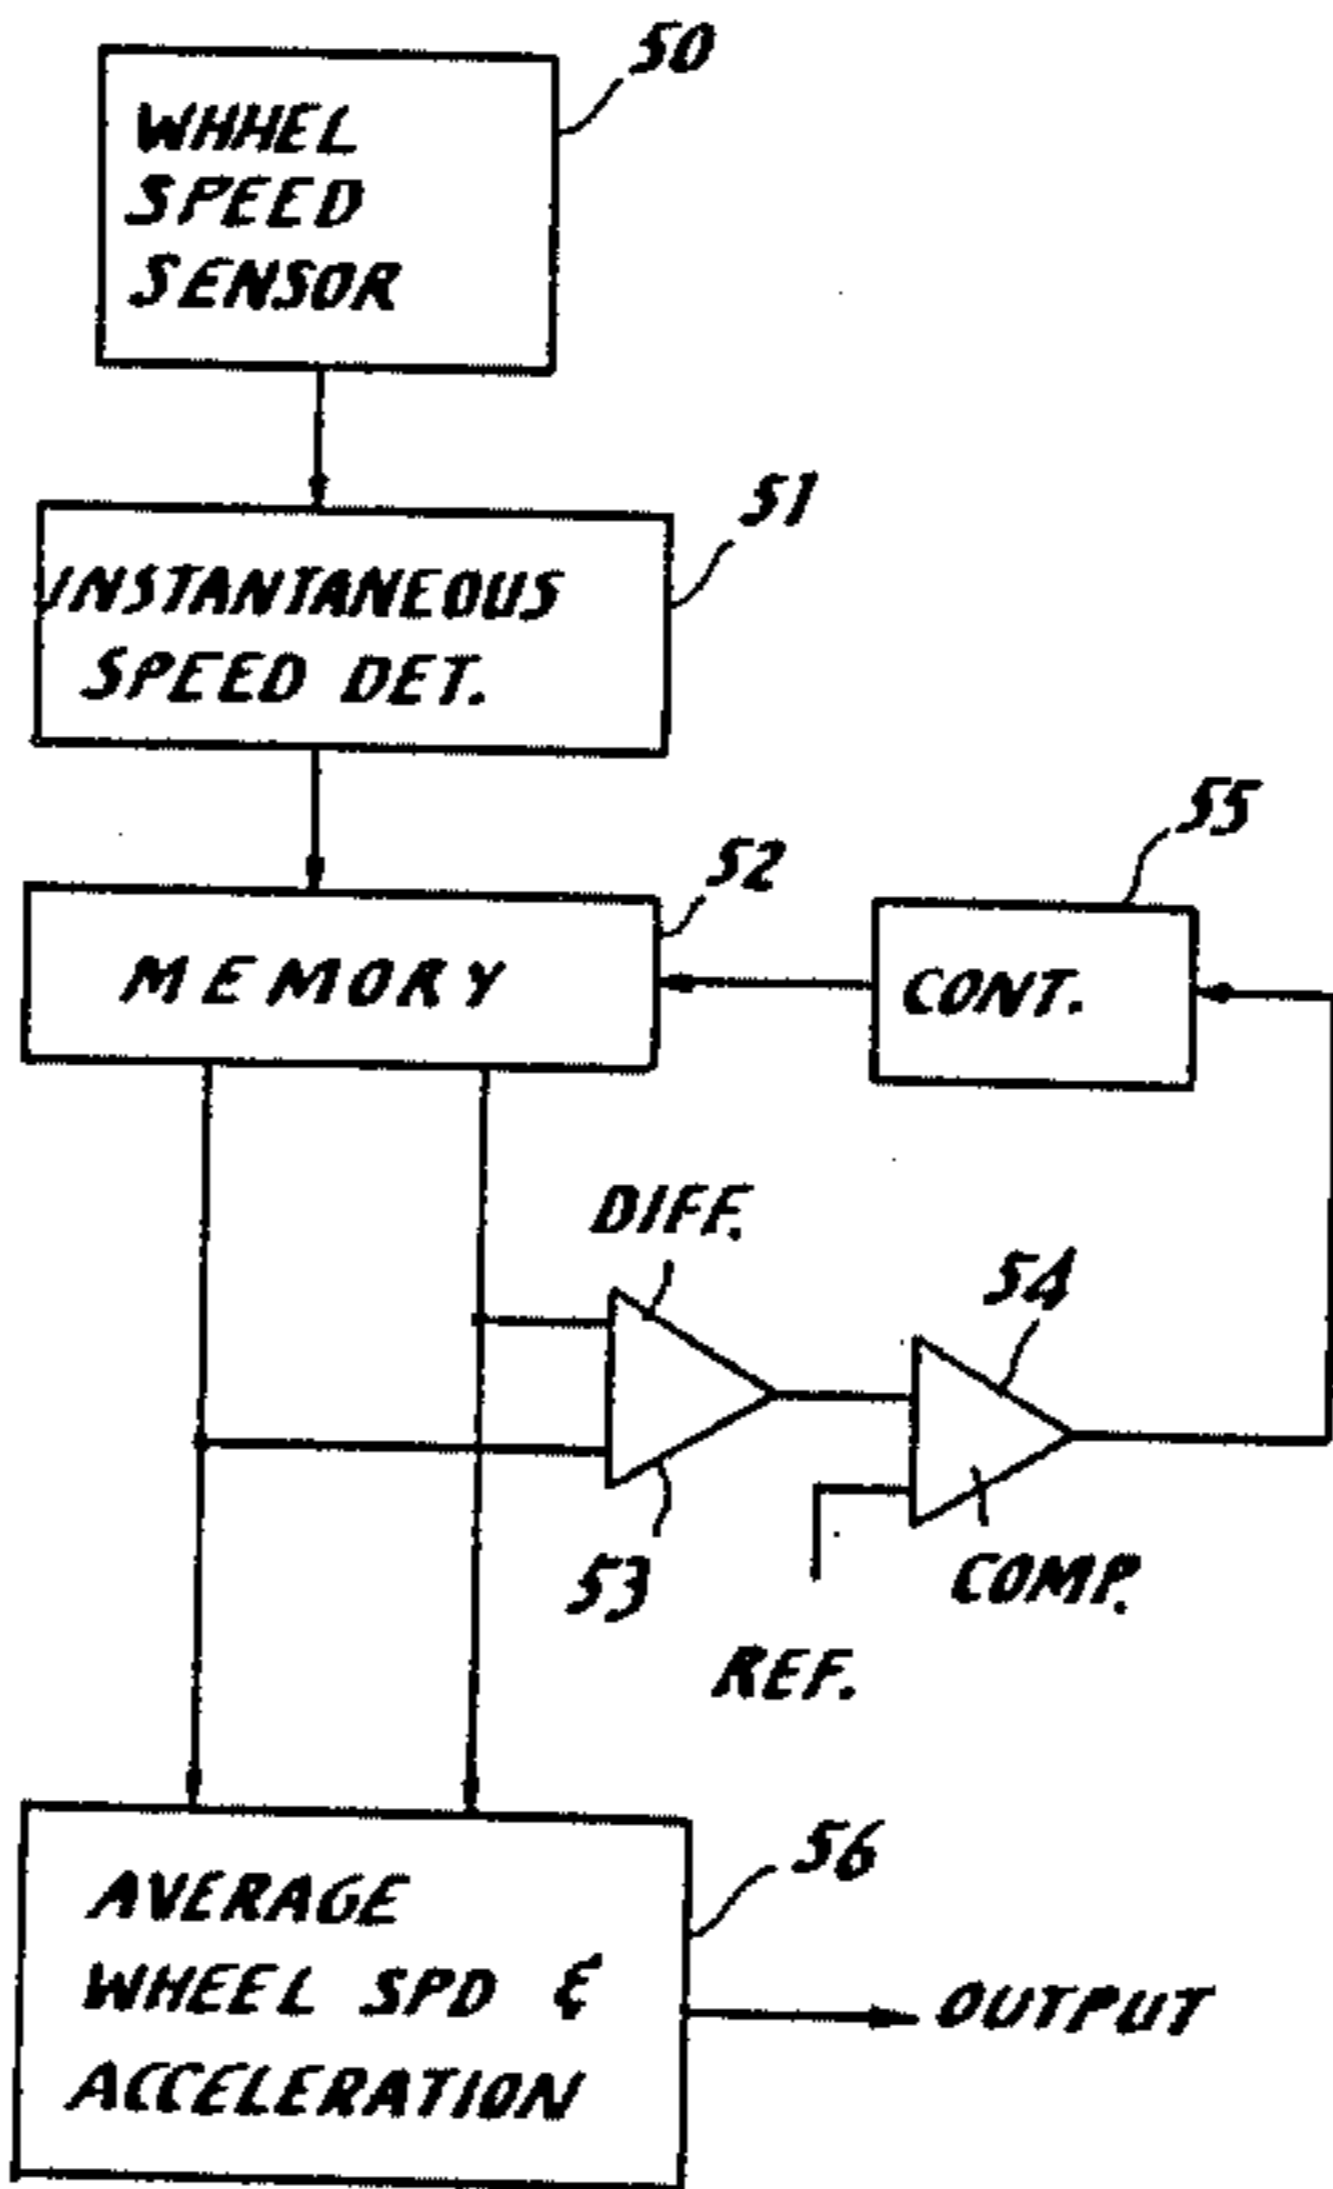 50
WHHEL
SPEED
SENSOR
51
INSTANTANEOUS
SPEED DET.
52
MEMORY
55
CONT.
DIFF.
53
54
COMP.
REF.
56
AVERAGE
WHEEL SPD &
ACCELERATION
OUTPUT